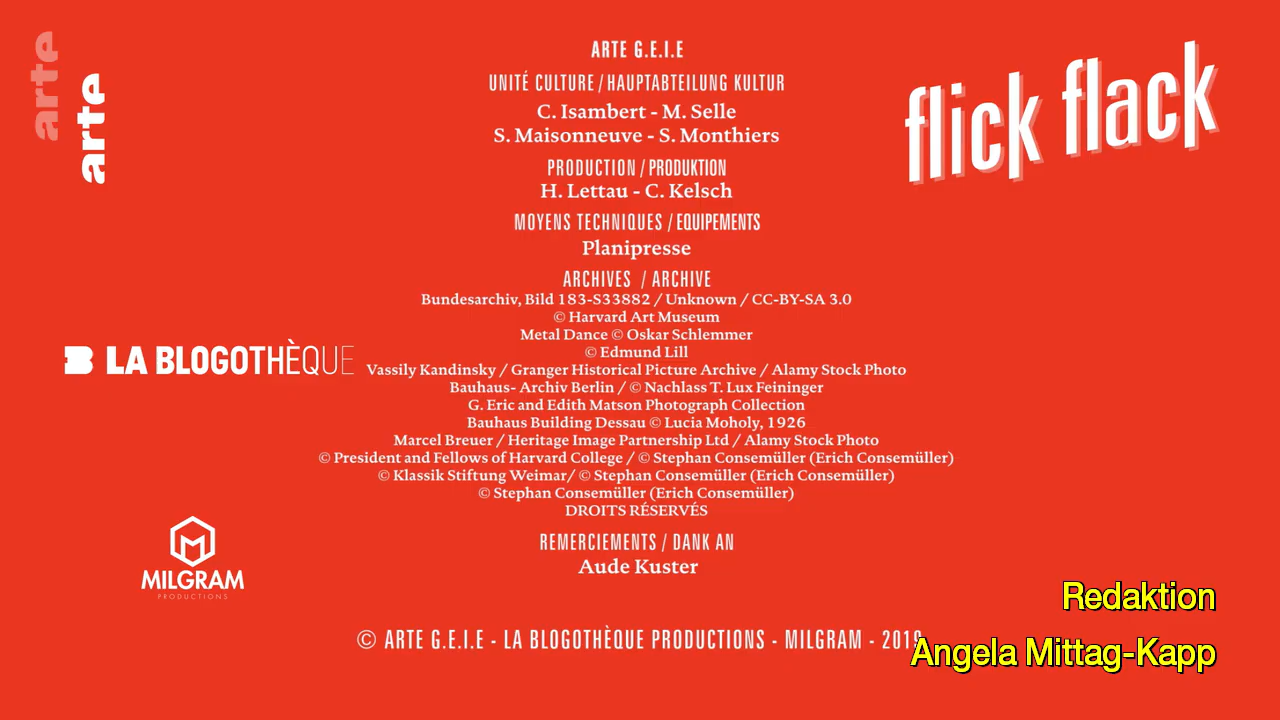 arte
arte
flick flack
ARTE G.E.I.E
UNITÉ CULTURE / HAUPTABTEILUNG KULTUR
C. Isambert - M. Selle
S. Maisonneuve - S. Monthiers
PRODUCTION / PRODUKTION
H. Lettau - C. Kelsch
MOYENS TECHNIQUES / EQUIPEMENTS
Planipresse
ARCHIVES / ARCHIVE
Bundesarchiv, Bild 183-S33882 / Unknown / CC-BY-SA 3.0
© Harvard Art Museum
Metal Dance © Oskar Schlemmer
© Edmund Lill
Vassily Kandinsky / Granger Historical Picture Archive / Alamy Stock Photo
Bauhaus- Archiv Berlin / © Nachlass T. Lux Feininger
G. Eric and Edith Matson Photograph Collection
Bauhaus Building Dessau © Lucia Moholy, 1926
Marcel Breuer / Heritage Image Partnership Ltd / Alamy Stock Photo
© President and Fellows of Harvard College / © Stephan Consemüller (Erich Consemüller)
© Klassik Stiftung Weimar/ © Stephan Consemüller (Erich Consemüller)
© Stephan Consemüller (Erich Consemüller)
DROITS RÉSERVÉS
REMERCIEMENTS / DANK AN
Aude Kuster
B LA BLOGOTHÈQUE
MILGRAM
PRODUCTIONS
© ARTE G.E.I.E - LA BLOGOTHÈQUE PRODUCTIONS - MILGRAM - 2019
Redaktion
Angela Mittag-Kapp